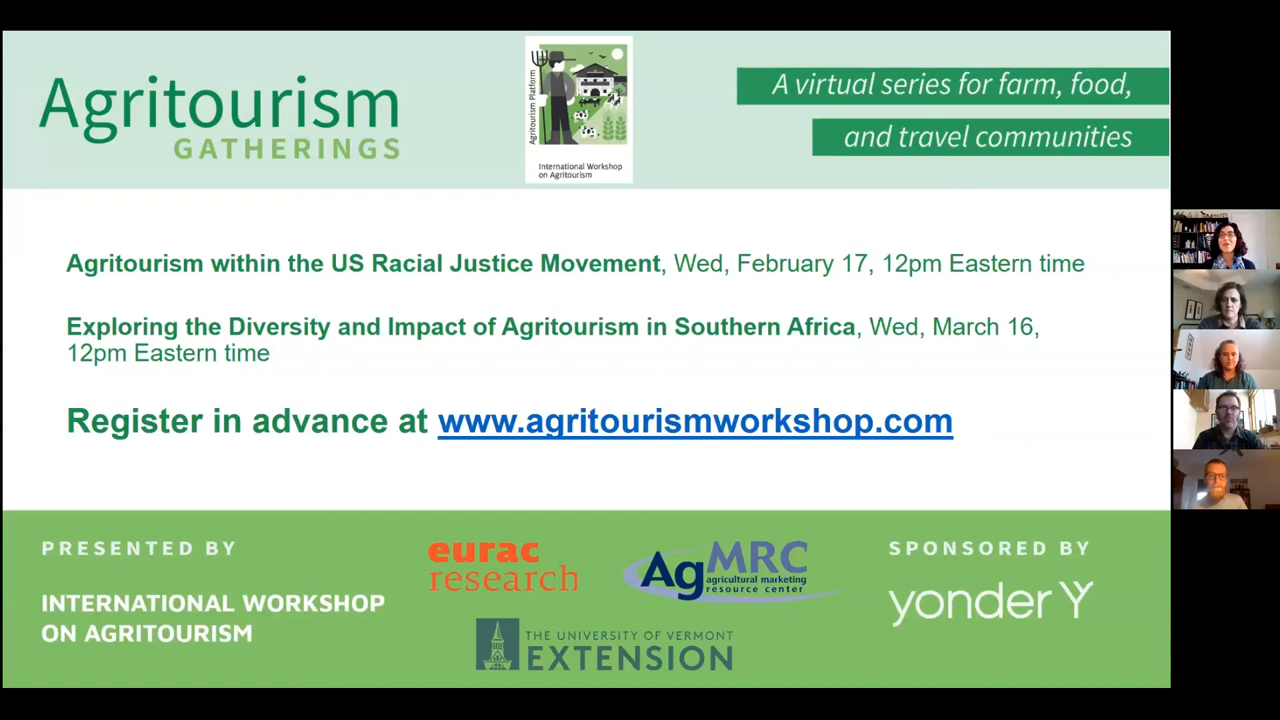 Agritourism
GATHERINGS
Agritourism Platform
International Workshop
on Agritourism
A virtual series for farm, food,
and travel communities
Agritourism within the US Racial Justice Movement, Wed, February 17, 12pm Eastern time
Exploring the Diversity and Impact of Agritourism in Southern Africa, Wed, March 16,
12pm Eastern time
Register in advance at www.agritourismworkshop.com
PRESENTED BY
INTERNATIONAL WORKSHOP
ON AGRITOURISM
eurac
research
AgMRC
agricultural marketing
resource center
THE UNIVERSITY OF VERMONT
EXTENSION
SPONSORED BY
yonder Y